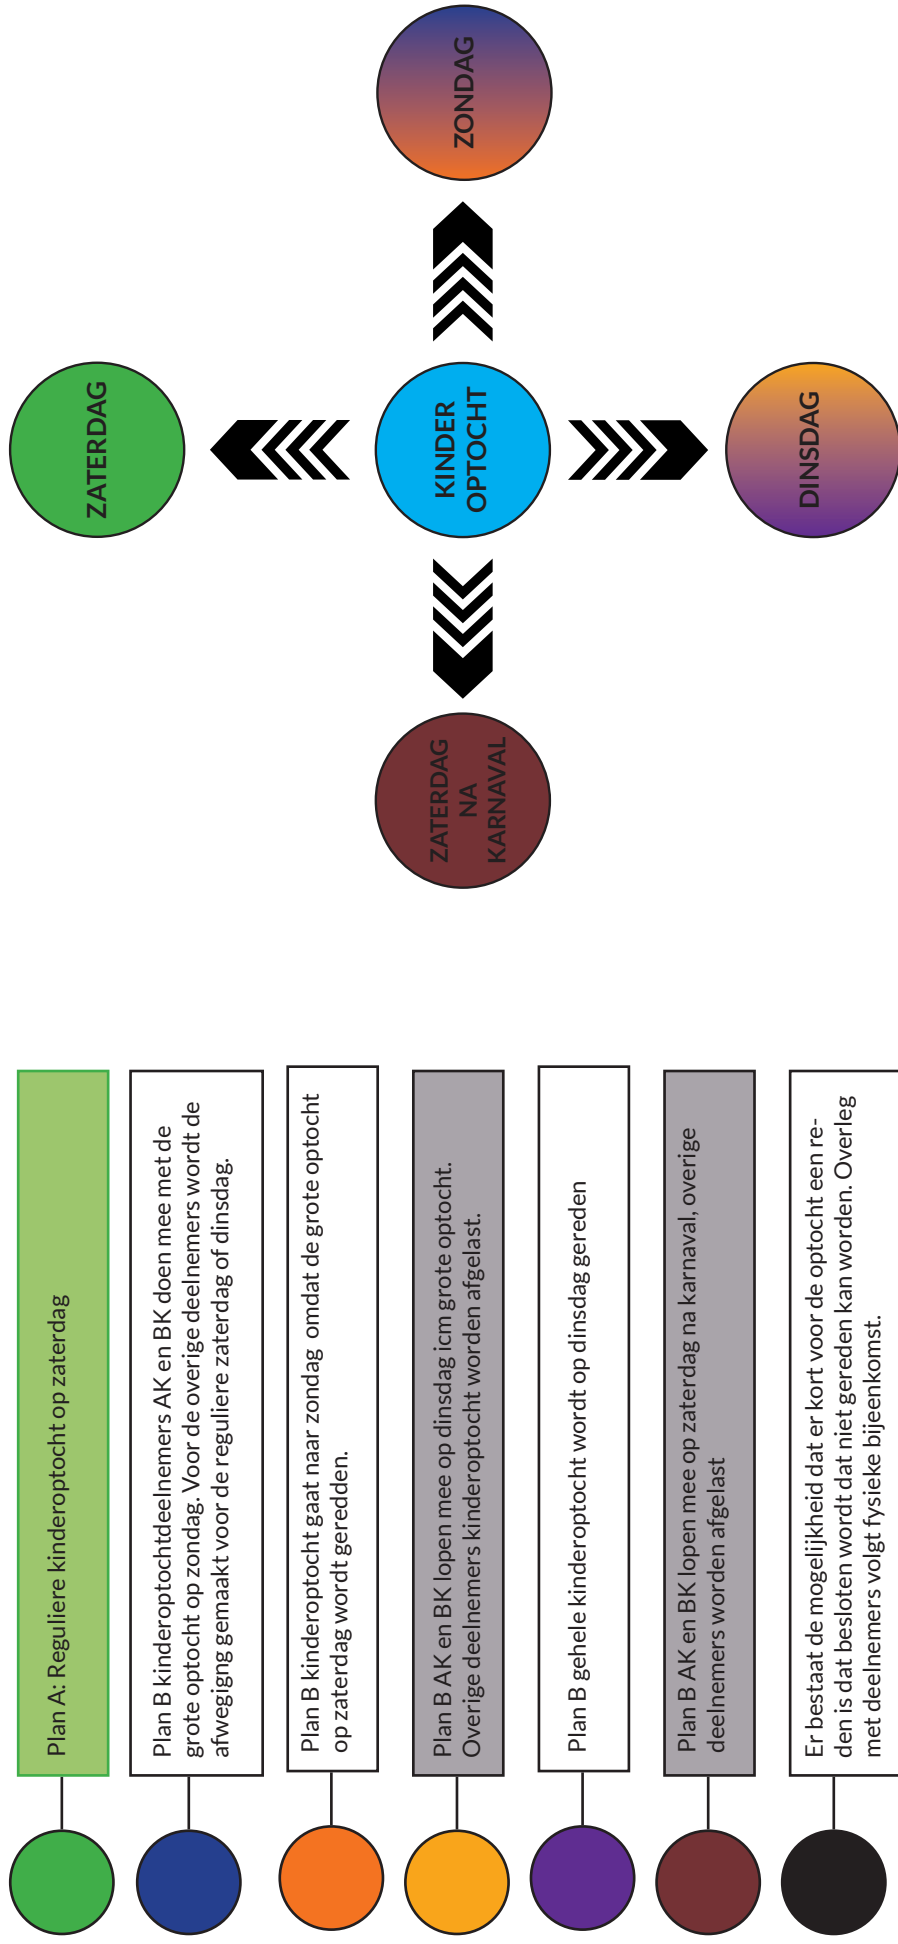 Plan A: Reguliere kinderoptocht op zaterdag
Plan B kinderoptochtdeelnemers AK en BK doen mee met de
grote optocht op zondag. Voor de overige deelnemers wordt de
afwegigng gemaakt voor de reguliere zaterdag of dinsdag.
Plan B kinderoptocht gaat naar zondag omdat de grote optocht
op zaterdag wordt geredden.
Plan B AK en BK lopen mee op dinsdag icm grote optocht.
Overige deelnemers kinderoptocht worden afgelast.
Plan B gehele kinderoptocht wordt op dinsdag gereden
Plan B AK en BK lopen mee op zaterdag na karnaval, overige
deelnemers worden afgelast
Er bestaat de mogelijkheid dat er kort voor de optocht een re-
den is dat besloten wordt dat niet gereden kan worden. Overleg
met deelnemers volgt fysieke bijeenkomst.
ZATERDAG
ZATERDAG
NA
KARNAVAL
KINDER
OPTOCHT
ZONDAG
DINSDAG